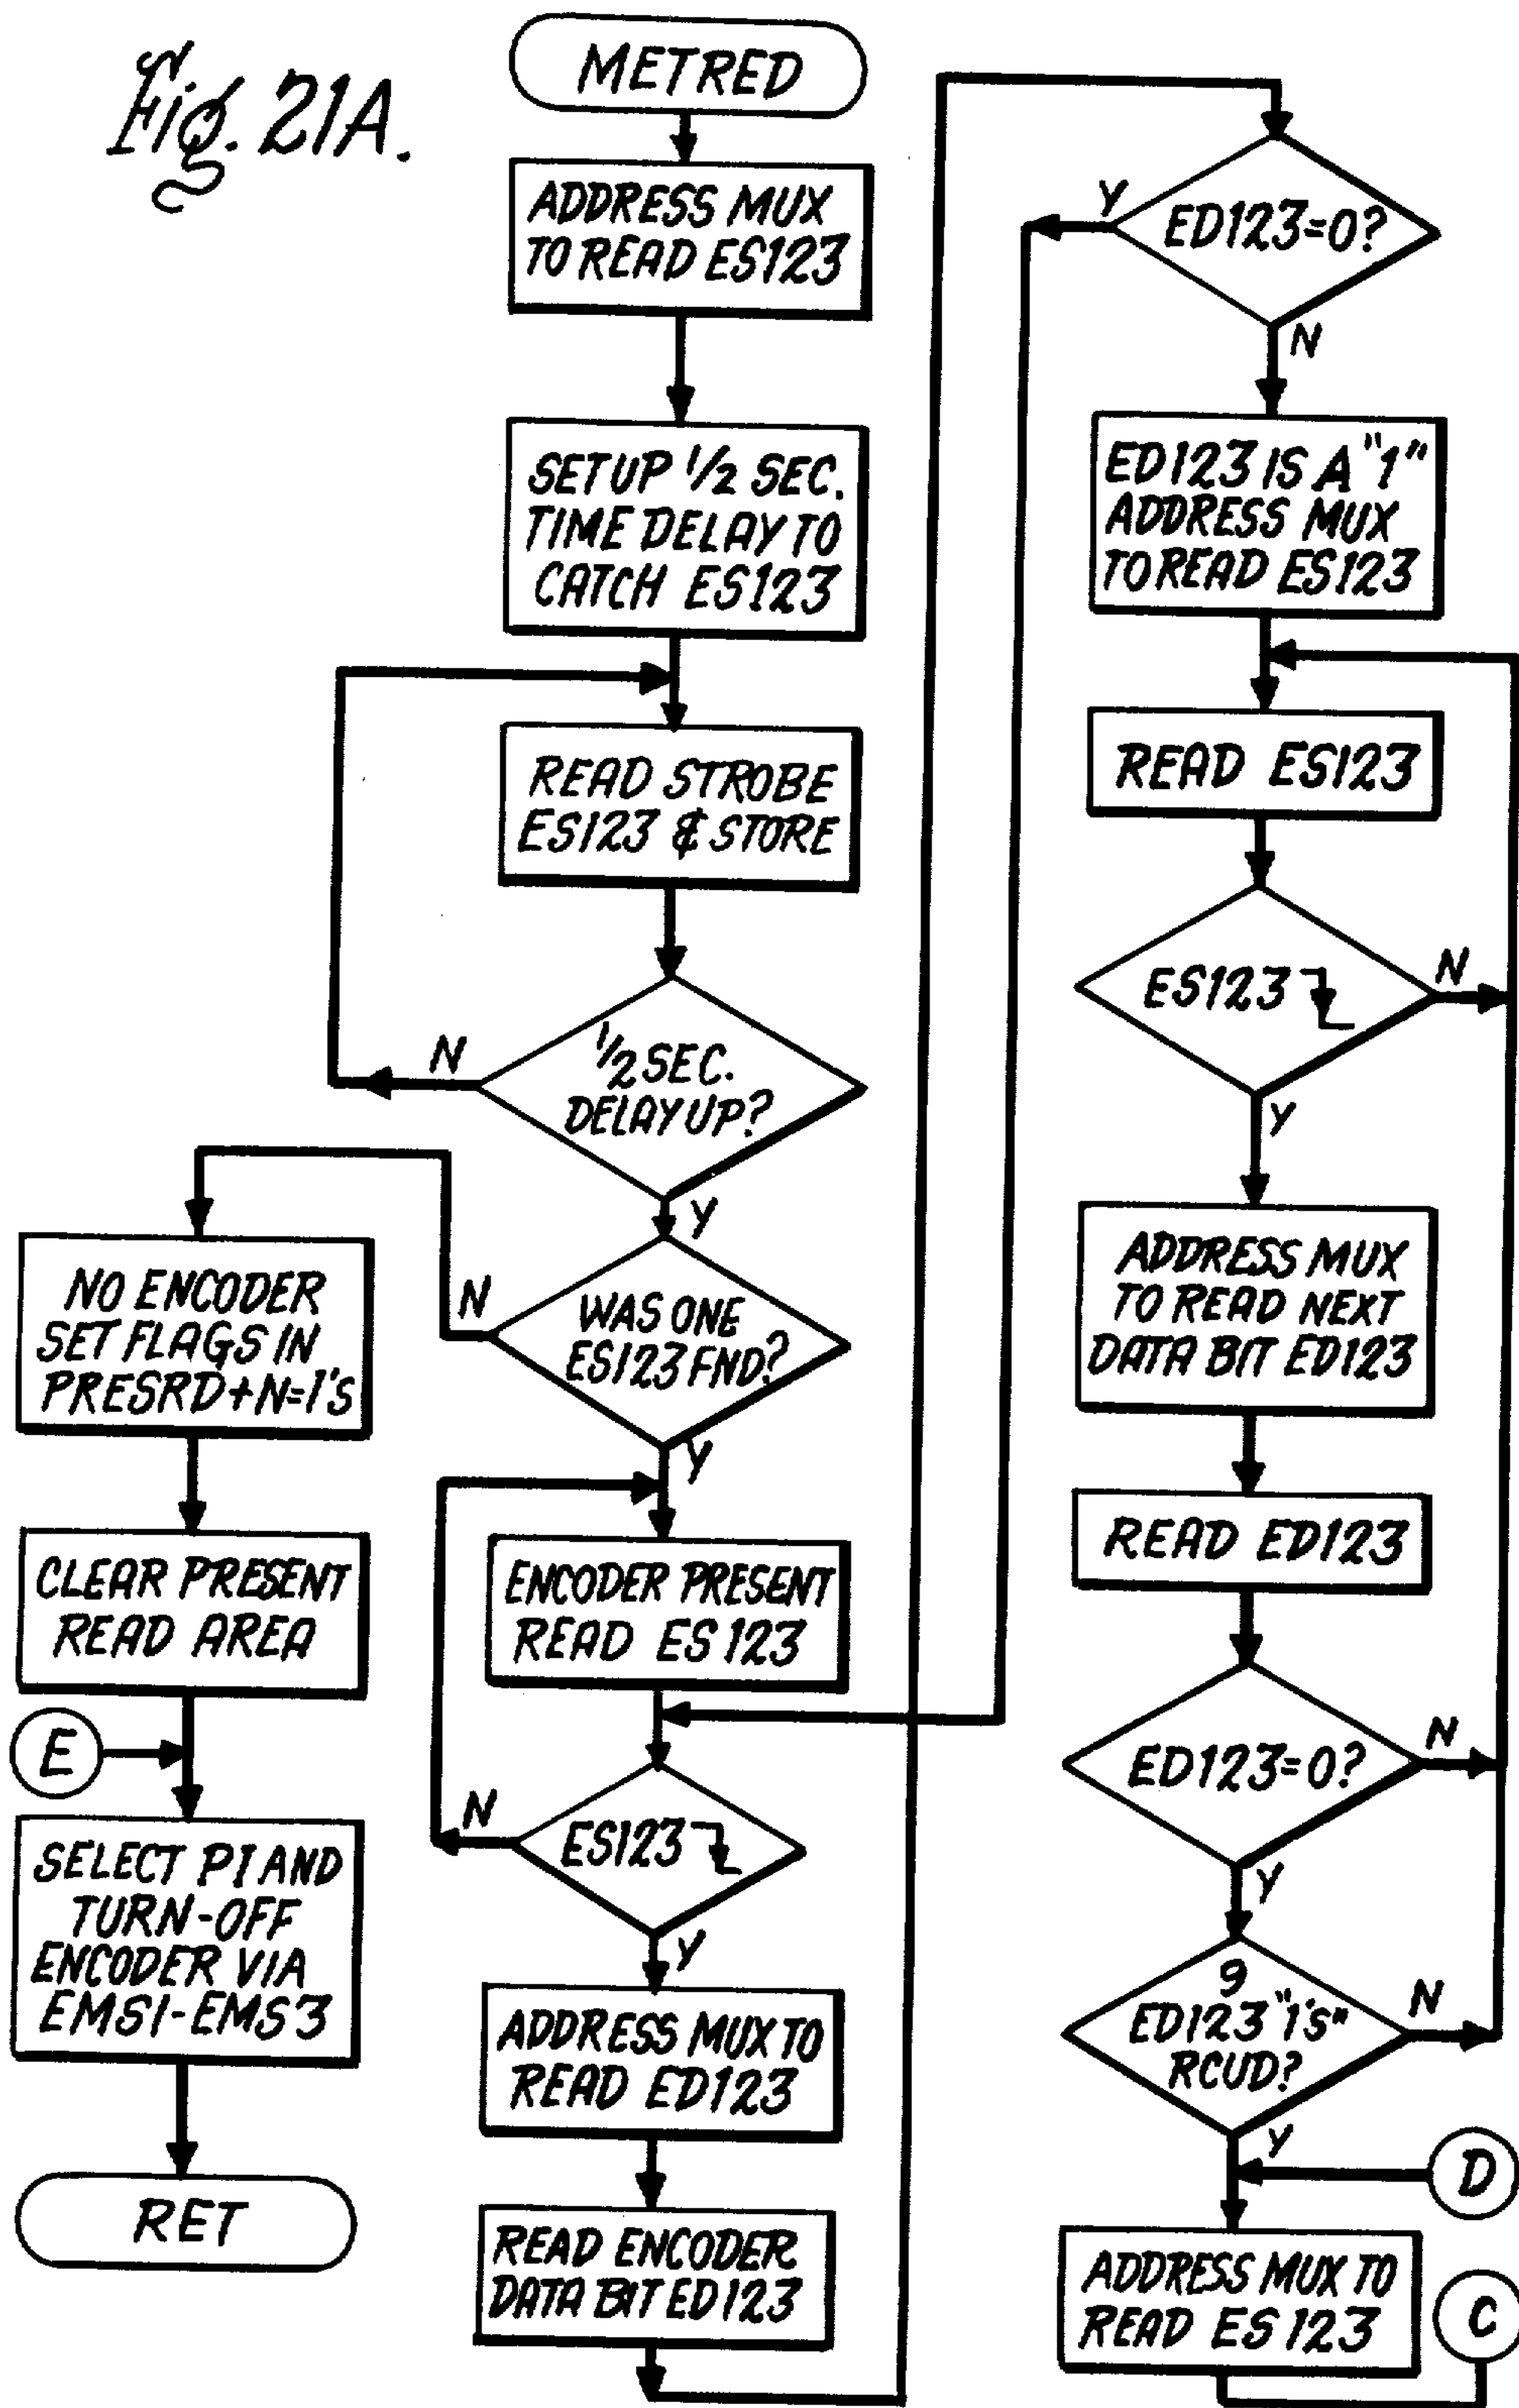 Fig. 21A.
METRED
ADDRESS MUX
TO READ ES123
SETUP 1/2 SEC.
TIME DELAY TO
CATCH ES123
READ STROBE
ES123 & STORE
N
1/2 SEC.
DELAY UP?
Y
N
WAS ONE
ES123 FND?
Y
NO ENCODER
SET FLAGS IN
PRESRD+N=1'S
CLEAR PRESENT
READ AREA
E
SELECT PI AND
TURN-OFF
ENCODER VIA
EMS1-EMS3
RET
ENCODER PRESENT
READ ES 123
N
ES123
Y
ADDRESS MUX TO
READ ED123
READ ENCODER
DATA BIT ED123
Y
ED123=0?
N
ED123 IS A "1"
ADDRESS MUX
TO READ ES123
READ ES123
ES123
N
Y
ADDRESS MUX
TO READ NEXT
DATA BIT ED123
READ ED123
ED123=0?
N
Y
9
ED123 "1'S"
RCUD?
N
Y
D
ADDRESS MUX TO
READ ES 123
C